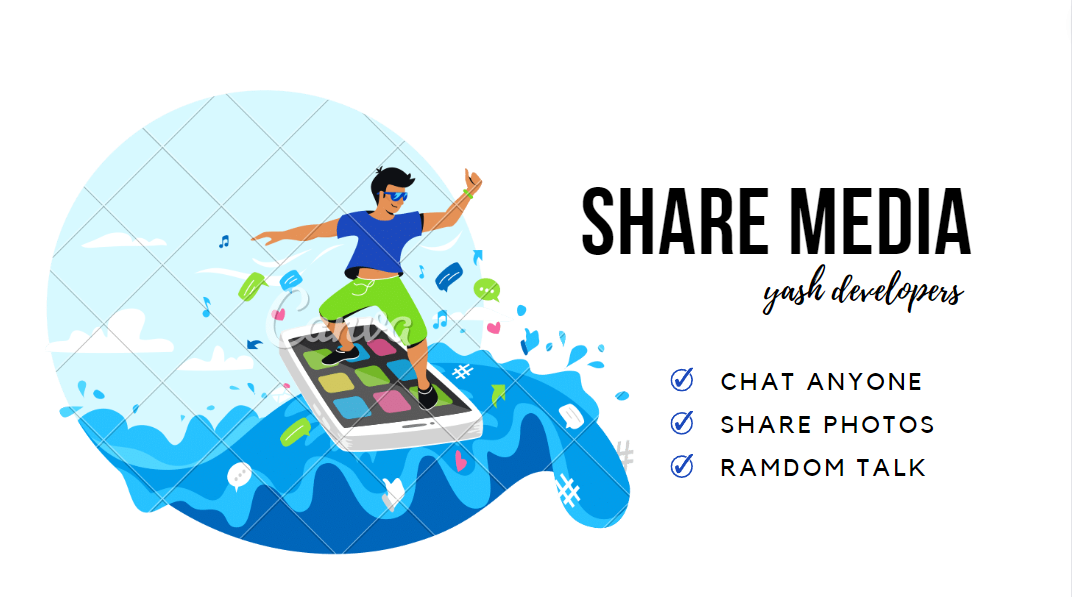 SHARE MEDIA
yash developers
CHAT ANYONE
SHARE PHOTOS
RAMDOM TALK
Canva